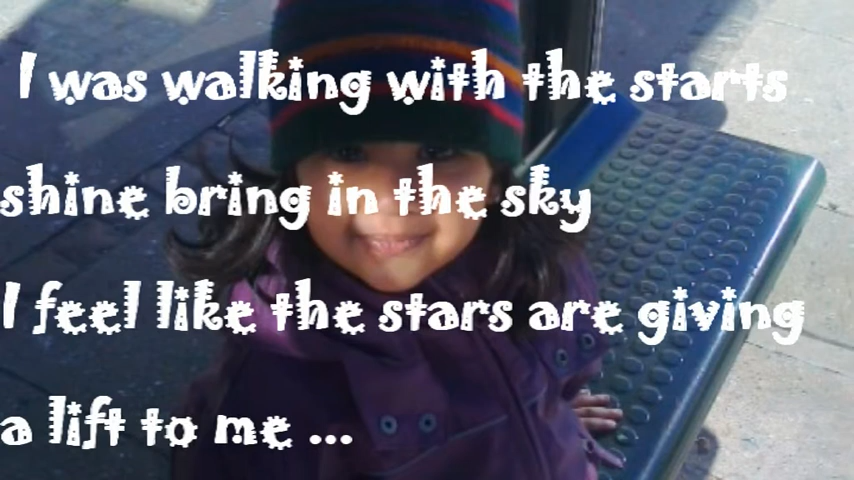 I was walking with the starts
shine bring in the sky
I feel like the stars are giving
a lift to me ...